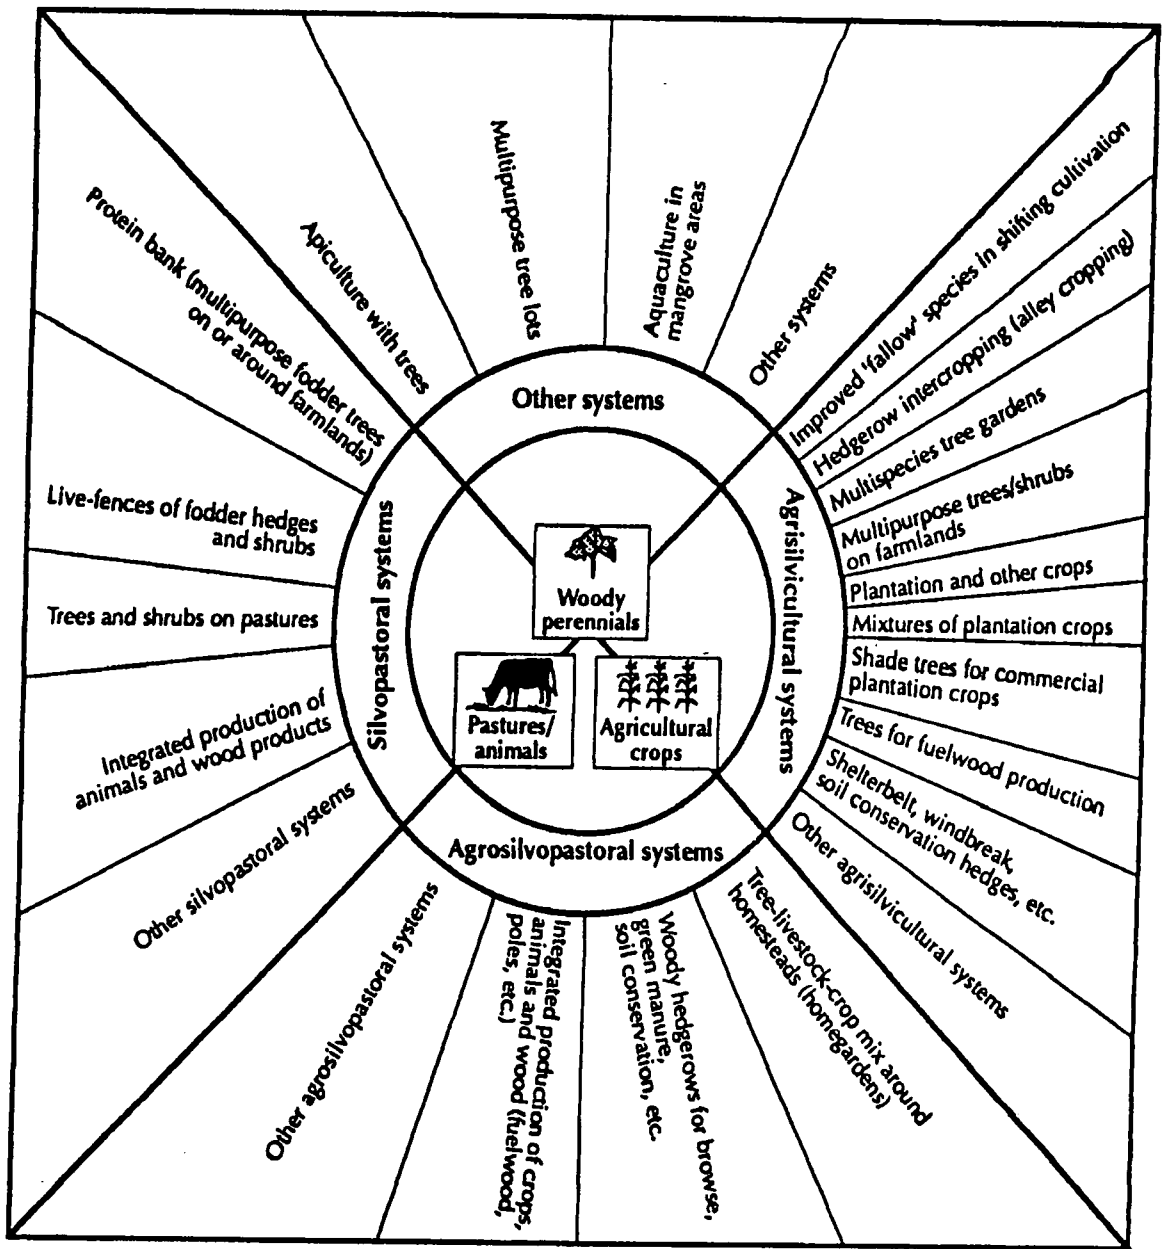 Apiculture with trees
Multipurpose tree lots
Aquaculture in
mangrove areas
Other systems
Improved 'fallow' species in shifting cultivation
Hedgerow intercropping (alley cropping)
Multispecies tree gardens
Multipurpose trees/shrubs
on farmlands
Plantation and other crops
Mixtures of plantation crops
Shade trees for commercial
plantation crops
Trees for fuelwood production
Shelterbelt, windbreak,
soil conservation hedges, etc.
Other agrisilvicultural systems
Tree-livestock-crop mix around
homesteads (homegardens)
Woody hedgerows for browse,
green manure,
soil conservation, etc.
Integrated production of crops,
animals and wood (fuelwood,
poles, etc.)
Other agrosilvopastoral systems
Other silvopastoral systems
Integrated production of
animals and wood products
Trees and shrubs on pastures
Live-fences of fodder hedges
and shrubs
Protein bank (multipurpose fodder trees
on or around farmlands)
Other systems
Agrisilvicultural systems
Agrosilvopastoral systems
Silvopastoral systems
Woody
perennials
Pastures/
animals
Agricultural
crops